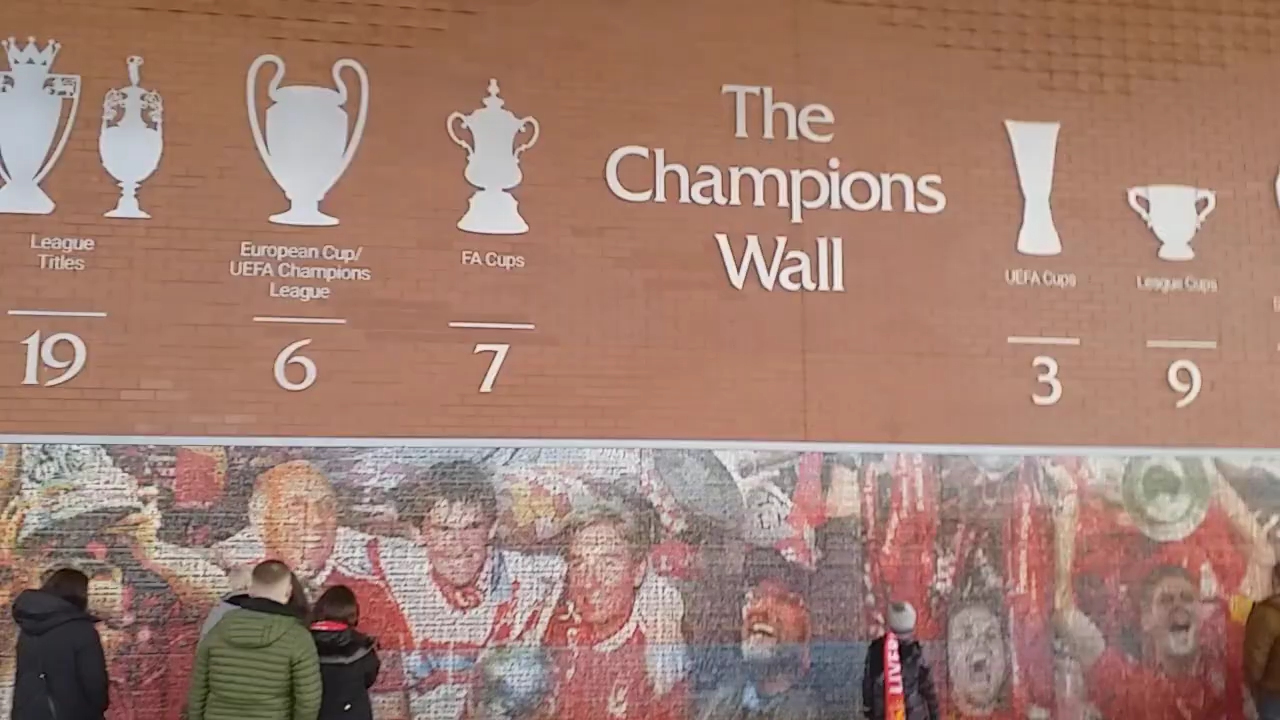 The
Champions
Wall
League
Titles
19
European Cup/
UEFA Champions
League
6
FA Cups
7
UEFA Cups
3
League Cups
9